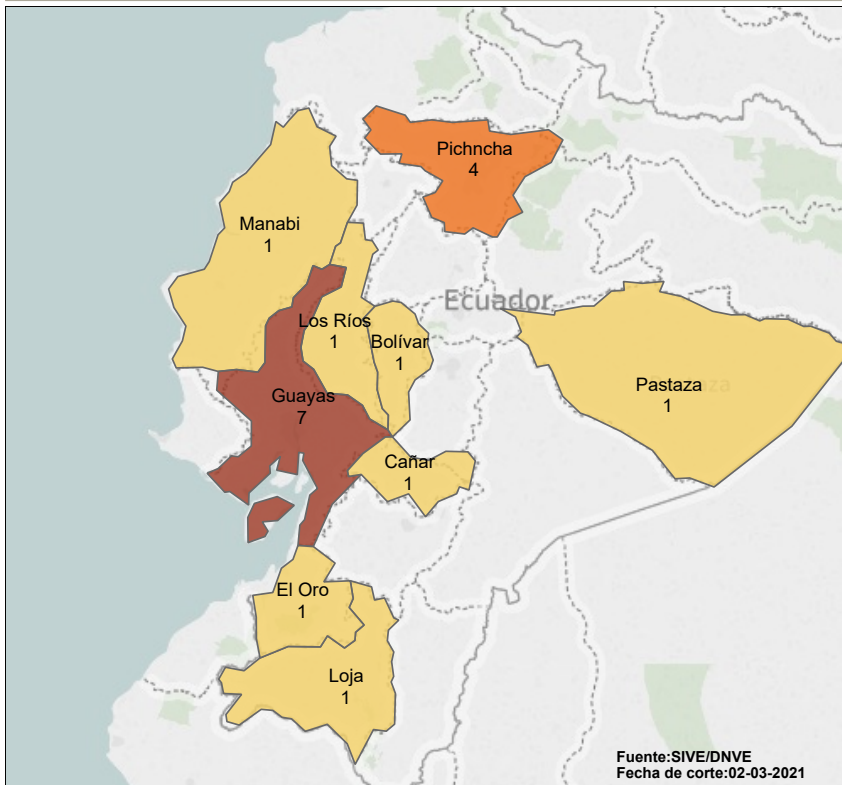 Pichncha
4
Manabi
1
Ecuador
Los Ríos
1
Bolívar
1
Guayas
7
Pastaza
1
Cañar
1
El Oro
1
Loja
1
Fuente:SIVE/DNVE
Fecha de corte:02-03-2021